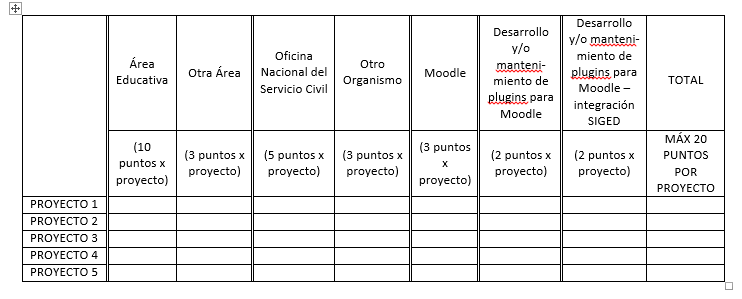 Área
Educativa
Otra Área
Oficina
Nacional del
Servicio Civil
Otro
Organismo
Moodle
Desarrollo
y/o
manteni-
miento de
plugins para
Moodle
Desarrollo
y/o manteni-
miento de
plugins para
Moodle –
integración
SIGED
TOTAL
(10
puntos x
proyecto)
(3 puntos x
proyecto)
(5 puntos x
proyecto)
(3 puntos x
proyecto)
(3 puntos
x
proyecto)
(2 puntos x
proyecto)
(2 puntos x
proyecto)
MÁX 20
PUNTOS
POR
PROYECTO
PROYECTO 1
PROYECTO 2
PROYECTO 3
PROYECTO 4
PROYECTO 5